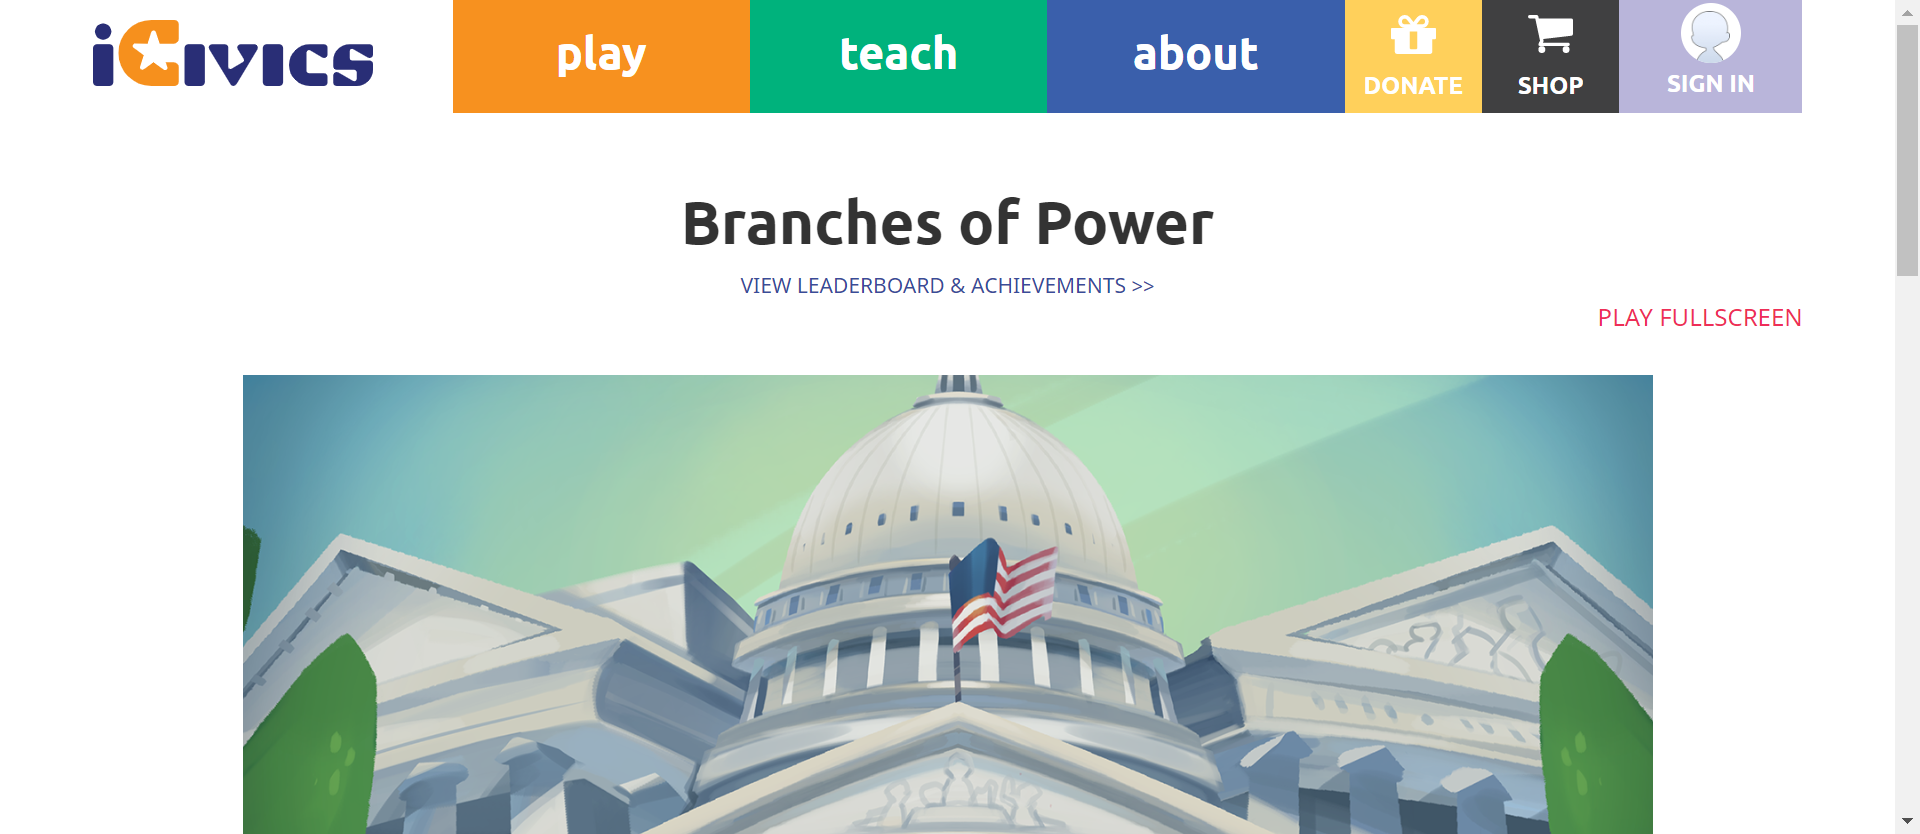 iCivics
play
teach
about
DONATE
SHOP
SIGN IN
Branches of Power
VIEW LEADERBOARD & ACHIEVEMENTS >>
PLAY FULLSCREEN